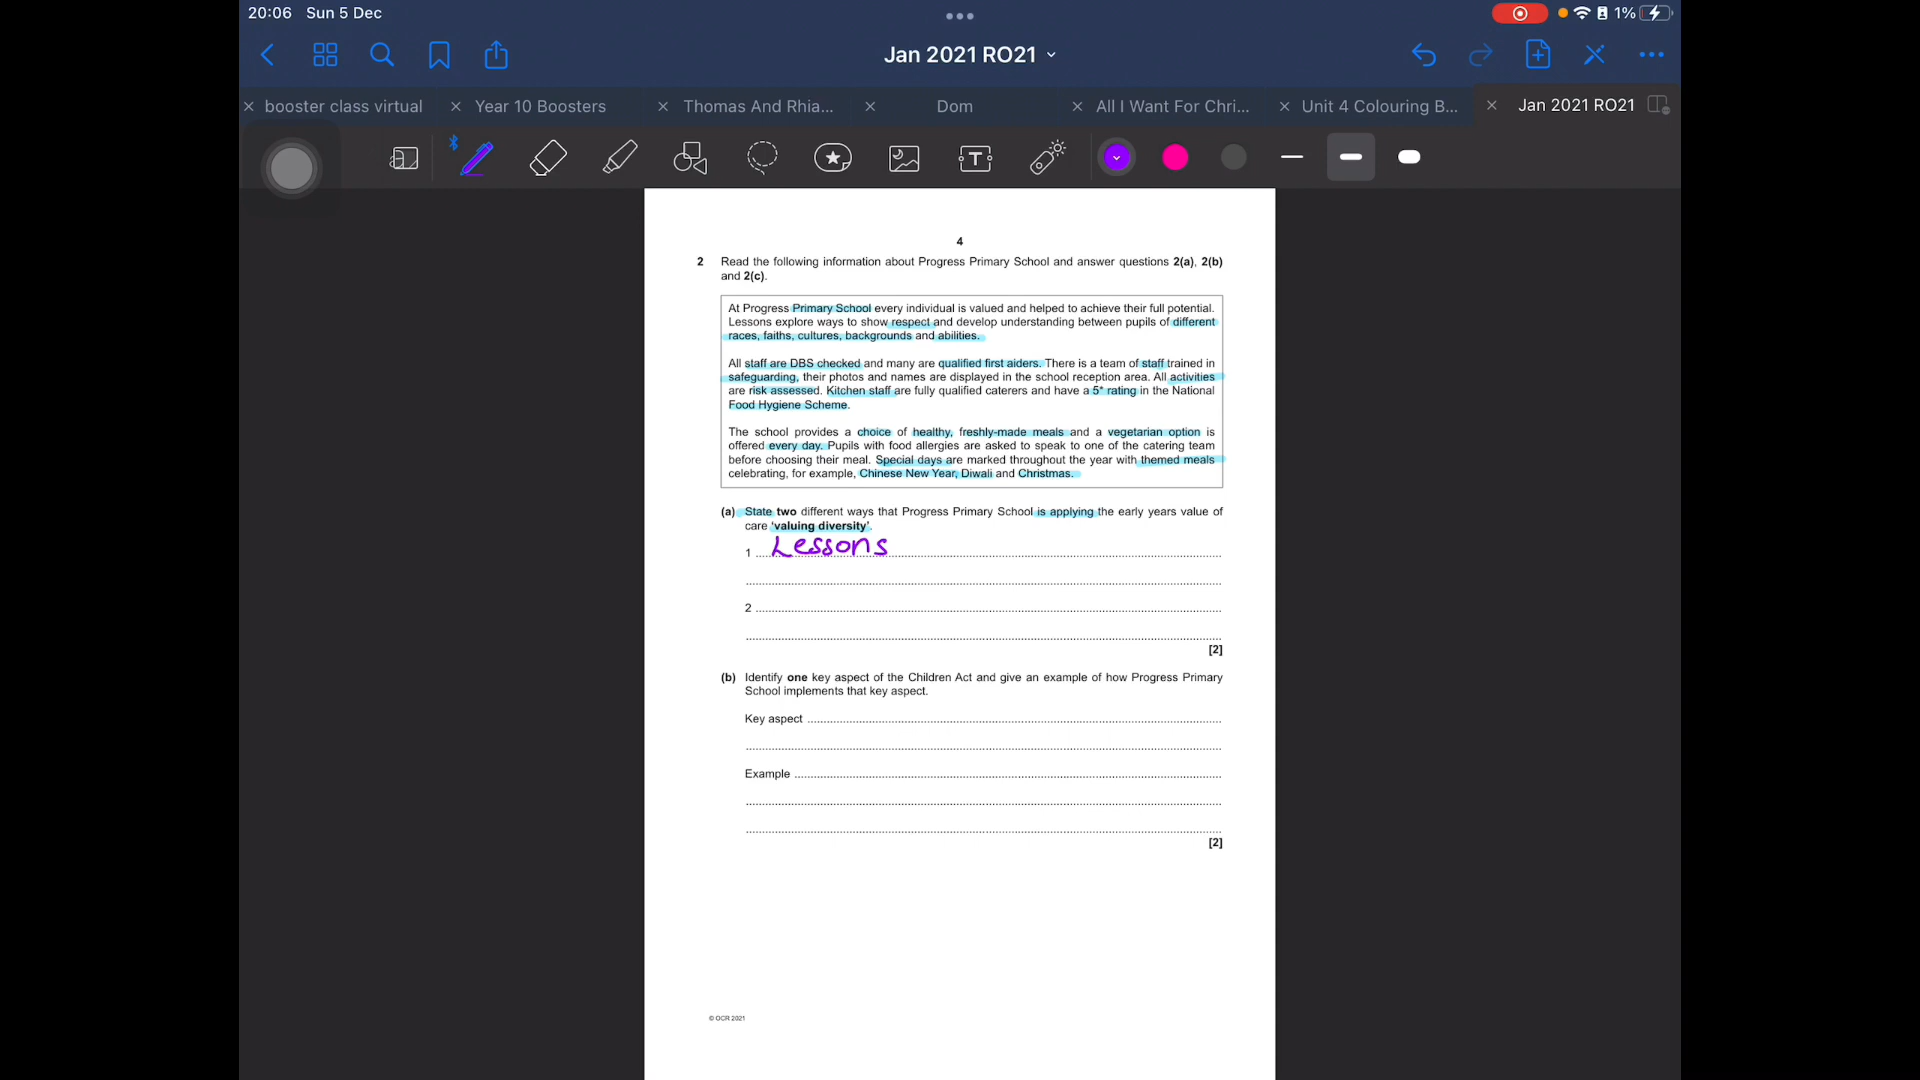 20:06 Sun 5 Dec
1%
Jan 2021 RO21
booster class virtual
Year 10 Boosters
Thomas And Rhia...
Dom
All I Want For Chri...
Unit 4 Colouring B...
Jan 2021 RO21
4
2 Read the following information about Progress Primary School and answer questions 2(a), 2(b)
and 2(c).
At Progress Primary School every individual is valued and helped to achieve their full potential.
Lessons explore ways to show respect and develop understanding between pupils of different
races, faiths, cultures, backgrounds and abilities.
All staff are DBS checked and many are qualified first aiders. There is a team of staff trained in
safeguarding, their photos and names are displayed in the school reception area. All activities
are risk assessed. Kitchen staff are fully qualified caterers and have a 5* rating in the National
Food Hygiene Scheme.
The school provides a choice of healthy, freshly-made meals and a vegetarian option is
offered every day. Pupils with food allergies are asked to speak to one of the catering team
before choosing their meal. Special days are marked throughout the year with themed meals
celebrating, for example, Chinese New Year, Diwali and Christmas.
(a) State two different ways that Progress Primary School is applying the early years value of
care ‘valuing diversity’.
1 Lessons
2
[2]
(b) Identify one key aspect of the Children Act and give an example of how Progress Primary
School implements that key aspect.
Key aspect
Example
[2]
© OCR 2021